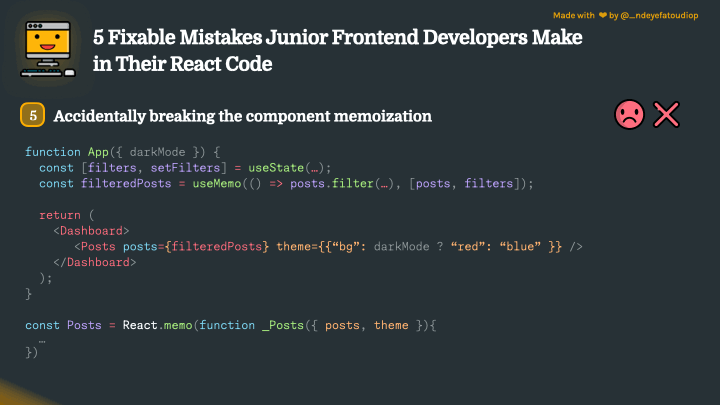 Made with ❤ by @_ndeyefatoudiop
5 Fixable Mistakes Junior Frontend Developers Make
in Their React Code
5 Accidentally breaking the component memoization
function App({ darkMode }) {
  const [filters, setFilters] = useState(…);
  const filteredPosts = useMemo(() => posts.filter(…), [posts, filters]);
  return (
    <Dashboard>
       <Posts posts={filteredPosts} theme={{“bg”: darkMode ? “red”: “blue” }} />
    </Dashboard>
  );
}
const Posts = React.memo(function _Posts({ posts, theme }){
  …
})